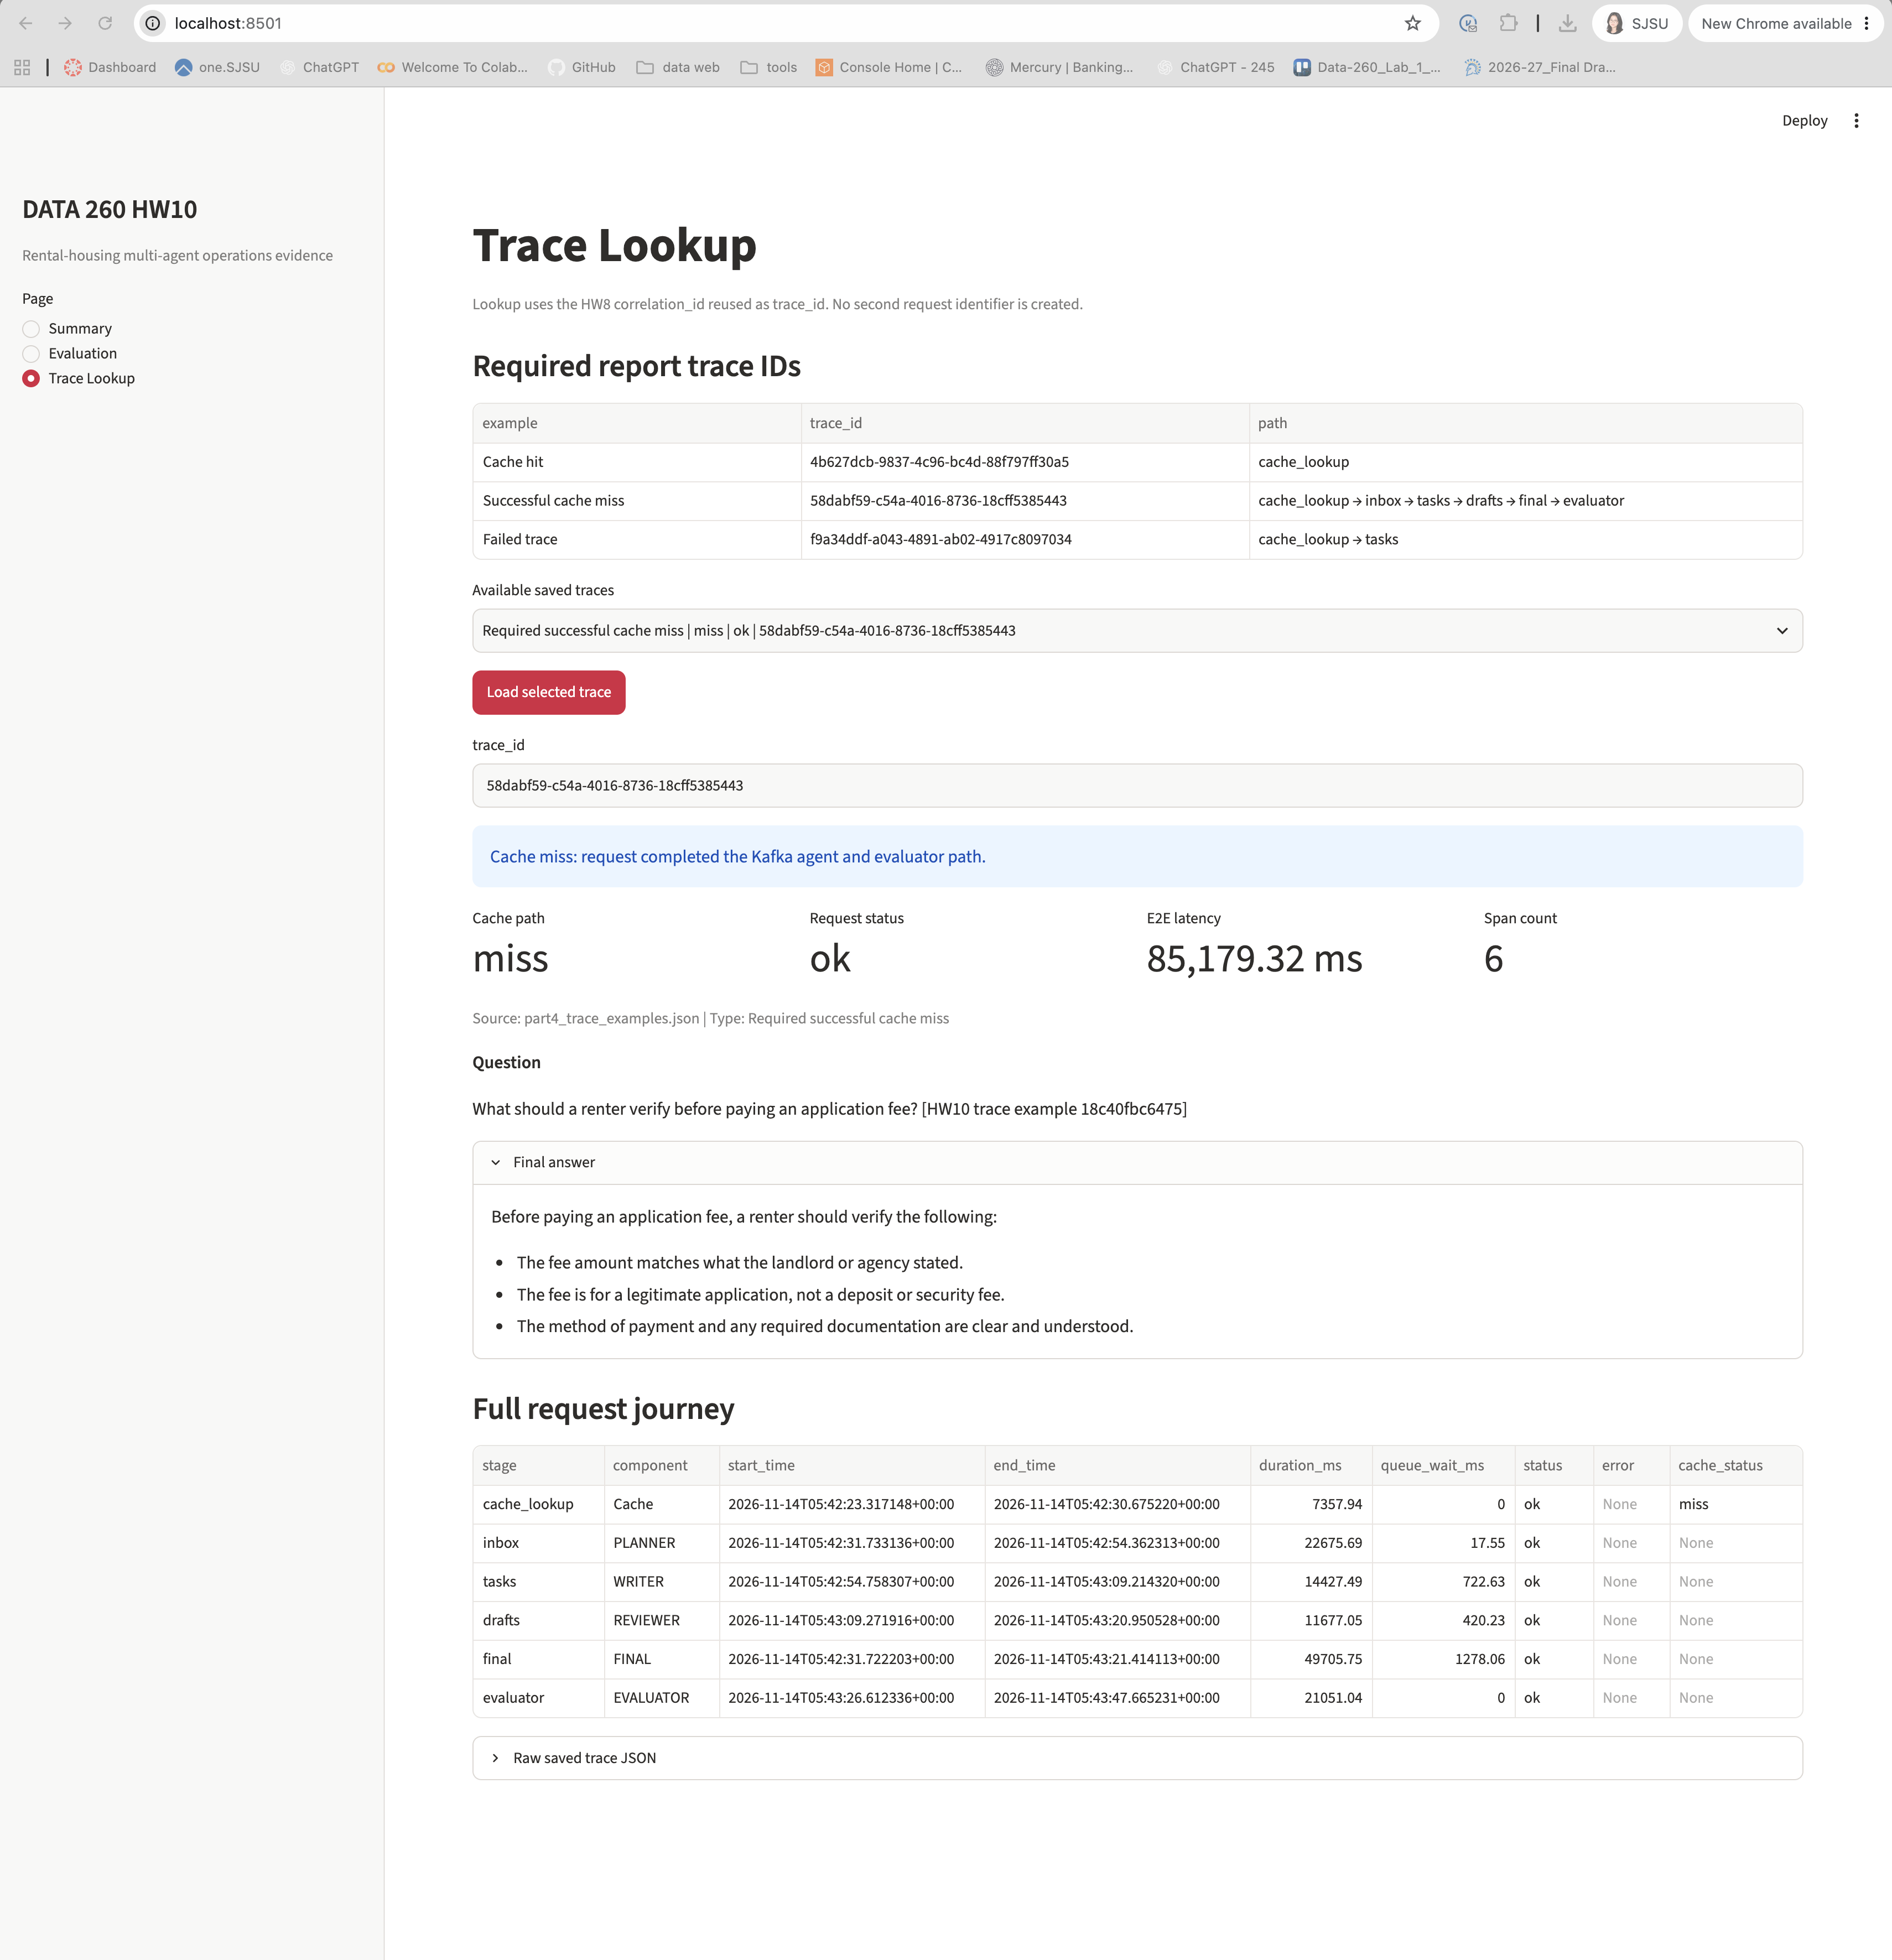 localhost:8501
SJSU
New Chrome available
Dashboard one.SJSU ChatGPT Welcome To Colab... GitHub data web tools Console Home | C... Mercury | Banking... ChatGPT - 245 Data-260_Lab_1_... 2026-27_Final Dra...
Deploy
DATA 260 HW10
Rental-housing multi-agent operations evidence
Page
Summary
Evaluation
Trace Lookup
Trace Lookup
Lookup uses the HW8 correlation_id reused as trace_id. No second request identifier is created.
Required report trace IDs
example trace_id path
Cache hit 4b627dcb-9837-4c96-bc4d-88f797ff30a5 cache_lookup
Successful cache miss 58dabf59-c54a-4016-8736-18cff5385443 cache_lookup → inbox → tasks → drafts → final → evaluator
Failed trace f9a34ddf-a043-4891-ab02-4917c8097034 cache_lookup → tasks
Available saved traces
Required successful cache miss | miss | ok | 58dabf59-c54a-4016-8736-18cff5385443
Load selected trace
trace_id
58dabf59-c54a-4016-8736-18cff5385443
Cache miss: request completed the Kafka agent and evaluator path.
Cache path Request status E2E latency Span count
miss ok 85,179.32 ms 6
Source: part4_trace_examples.json | Type: Required successful cache miss
Question
What should a renter verify before paying an application fee? [HW10 trace example 18c40fbc6475]
Final answer
Before paying an application fee, a renter should verify the following:
• The fee amount matches what the landlord or agency stated.
• The fee is for a legitimate application, not a deposit or security fee.
• The method of payment and any required documentation are clear and understood.
Full request journey
stage component start_time end_time duration_ms queue_wait_ms status error cache_status
cache_lookup Cache 2026-11-14T05:42:23.317148+00:00 2026-11-14T05:42:30.675220+00:00 7357.94 0 ok None miss
inbox PLANNER 2026-11-14T05:42:31.733136+00:00 2026-11-14T05:42:54.362313+00:00 22675.69 17.55 ok None None
tasks WRITER 2026-11-14T05:42:54.758307+00:00 2026-11-14T05:43:09.214320+00:00 14427.49 722.63 ok None None
drafts REVIEWER 2026-11-14T05:43:09.271916+00:00 2026-11-14T05:43:20.950528+00:00 11677.05 420.23 ok None None
final FINAL 2026-11-14T05:42:31.722203+00:00 2026-11-14T05:43:21.414113+00:00 49705.75 1278.06 ok None None
evaluator EVALUATOR 2026-11-14T05:43:26.612336+00:00 2026-11-14T05:43:47.665231+00:00 21051.04 0 ok None None
Raw saved trace JSON